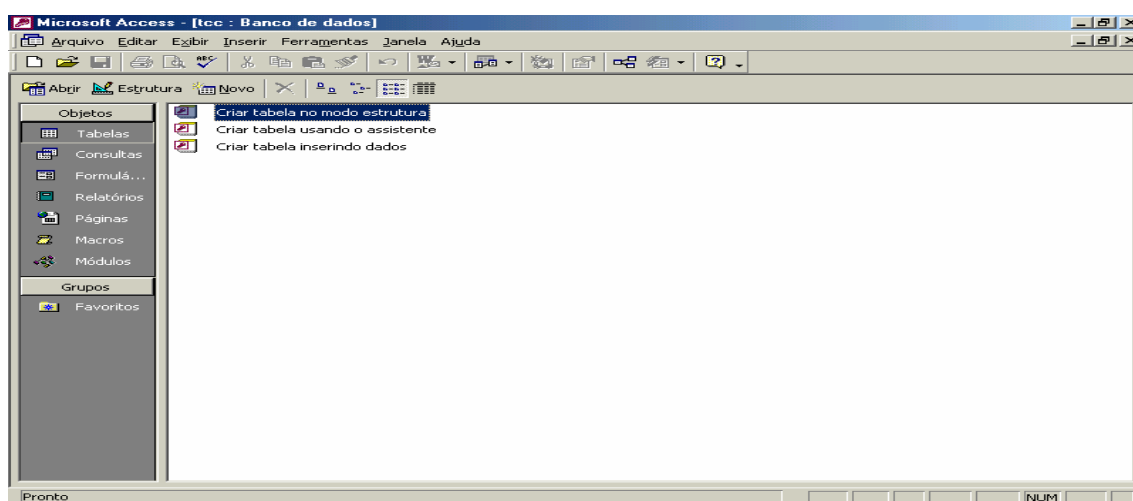 Microsoft Access - [tcc : Banco de dados]
Arquivo Editar Exibir Inserir Ferramentas Janela Ajuda
Abrir Estrutura Novo
Objetos
Tabelas
Consultas
Formulá...
Relatórios
Páginas
Macros
Módulos
Grupos
Favoritos
Criar tabela no modo estrutura
Criar tabela usando o assistente
Criar tabela inserindo dados
Pronto
NUM